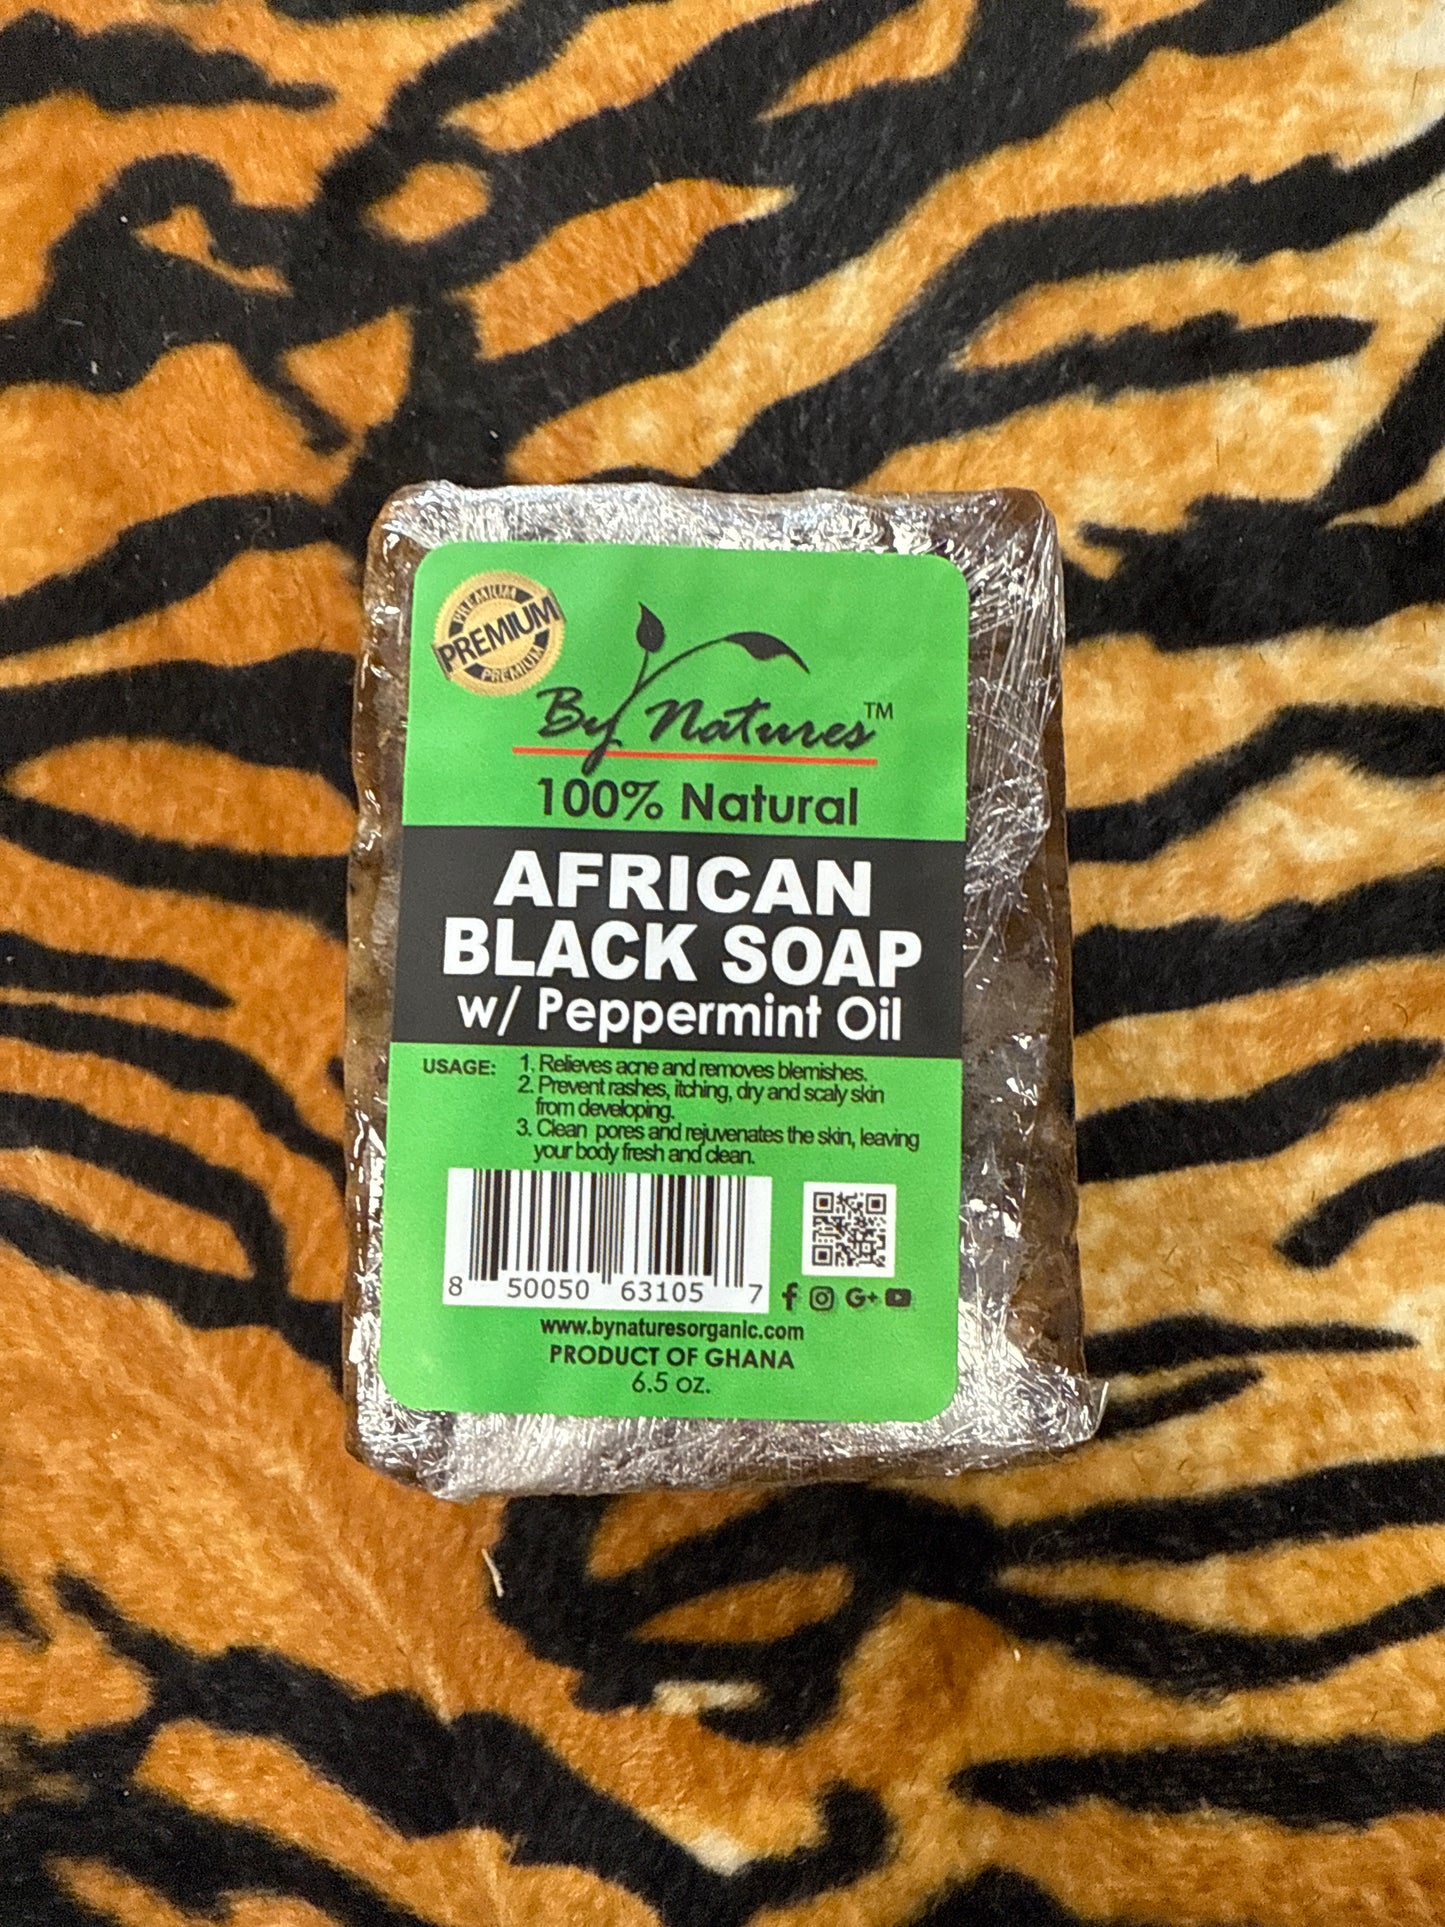 PREMIUM
PREMIUM
PREMIUM
By Natures™
100% Natural
AFRICAN
BLACK SOAP
w/ Peppermint Oil
USAGE: 1. Relieves acne and removes blemishes.
2. Prevent rashes, itching, dry and scaly skin
from developing.
3. Clean pores and rejuvenates the skin, leaving
your body fresh and clean.
8 50050 63105 7
f G+
www.bynaturesorganic.com
PRODUCT OF GHANA
6.5 oz.